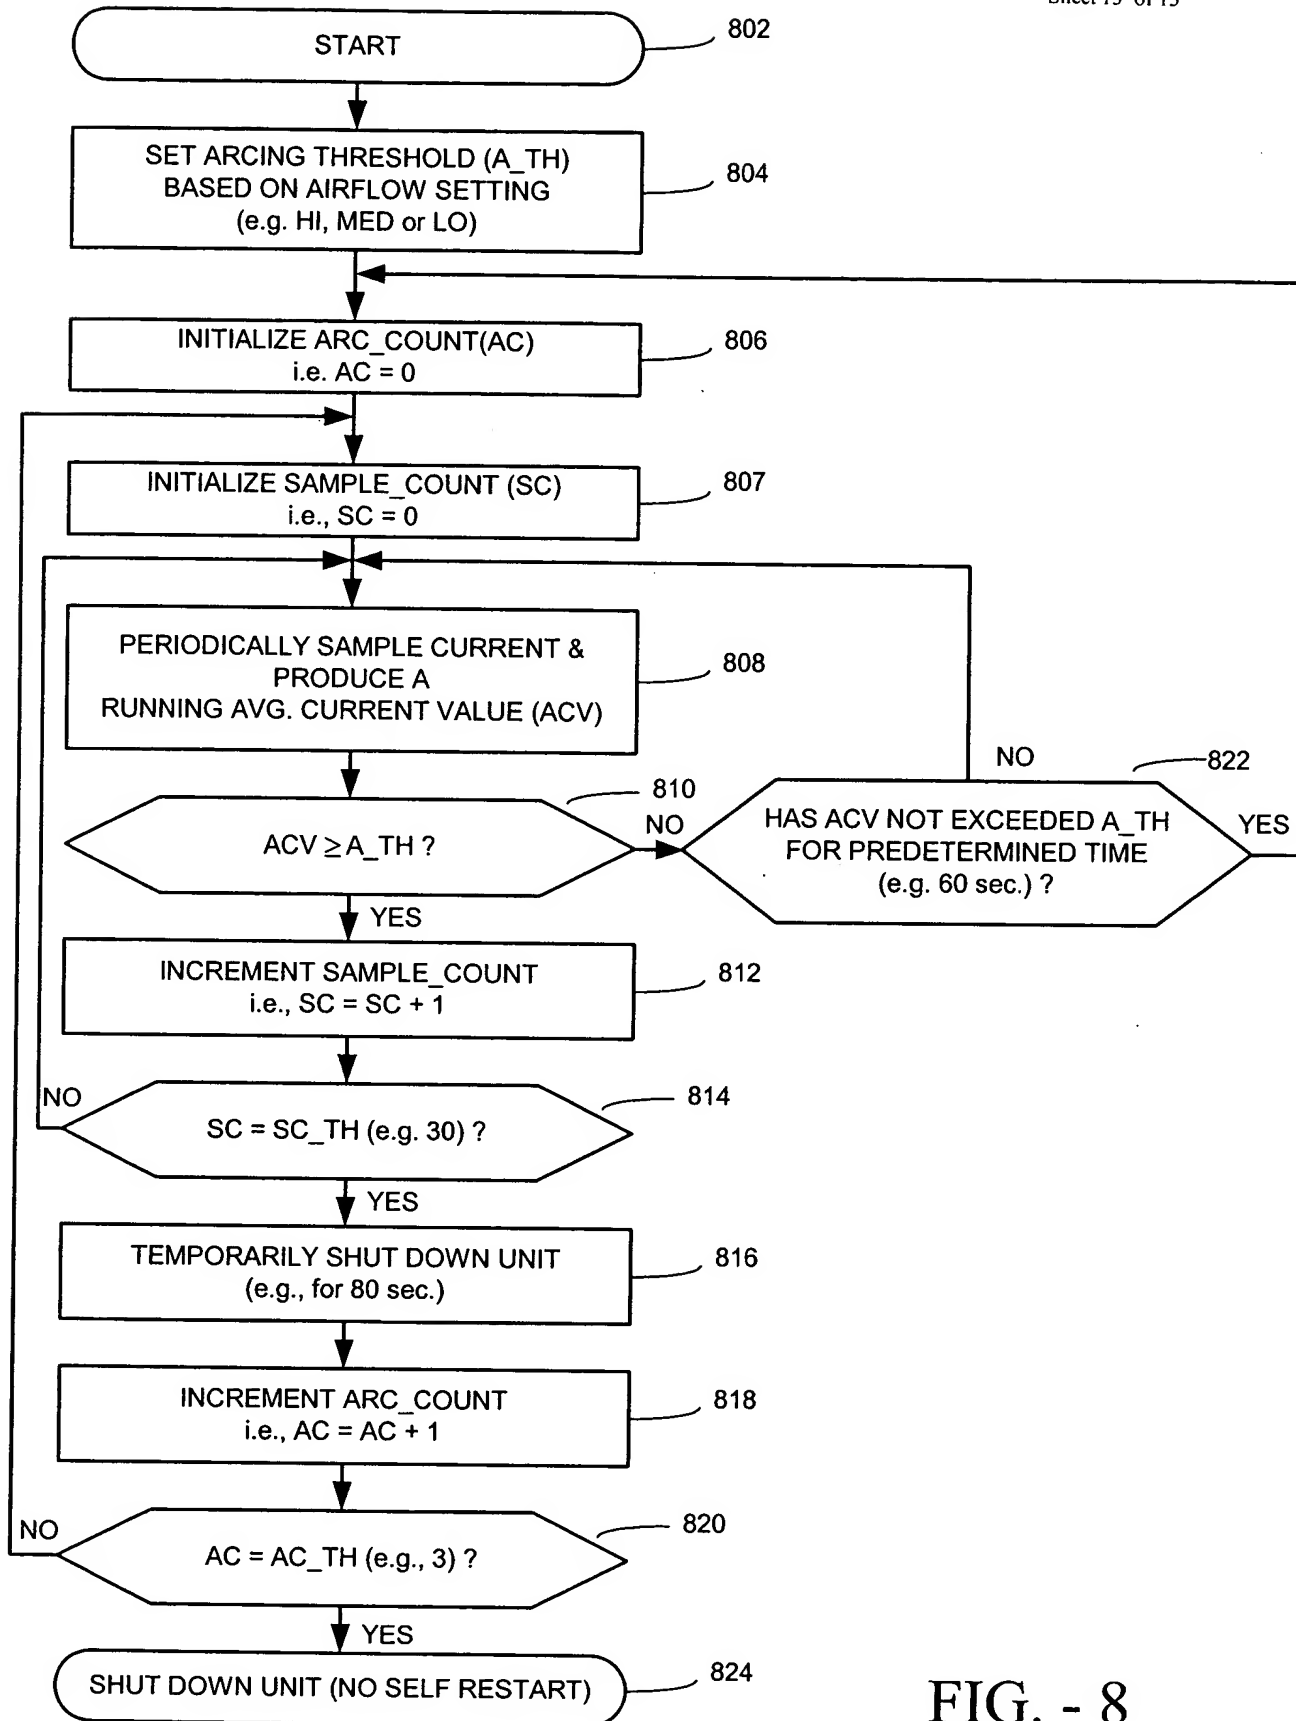 Sheet 15 of 15
START
802
SET ARCING THRESHOLD (A_TH)
BASED ON AIRFLOW SETTING
(e.g. HI, MED or LO)
804
INITIALIZE ARC_COUNT(AC)
i.e. AC = 0
806
INITIALIZE SAMPLE_COUNT (SC)
i.e., SC = 0
807
PERIODICALLY SAMPLE CURRENT &
PRODUCE A
RUNNING AVG. CURRENT VALUE (ACV)
808
ACV ≥ A_TH ?
810
NO
HAS ACV NOT EXCEEDED A_TH
FOR PREDETERMINED TIME
(e.g. 60 sec.) ?
NO
822
YES
YES
INCREMENT SAMPLE_COUNT
i.e., SC = SC + 1
812
NO
SC = SC_TH (e.g. 30) ?
814
YES
TEMPORARILY SHUT DOWN UNIT
(e.g., for 80 sec.)
816
INCREMENT ARC_COUNT
i.e., AC = AC + 1
818
NO
AC = AC_TH (e.g., 3) ?
820
YES
SHUT DOWN UNIT (NO SELF RESTART)
824
FIG. - 8